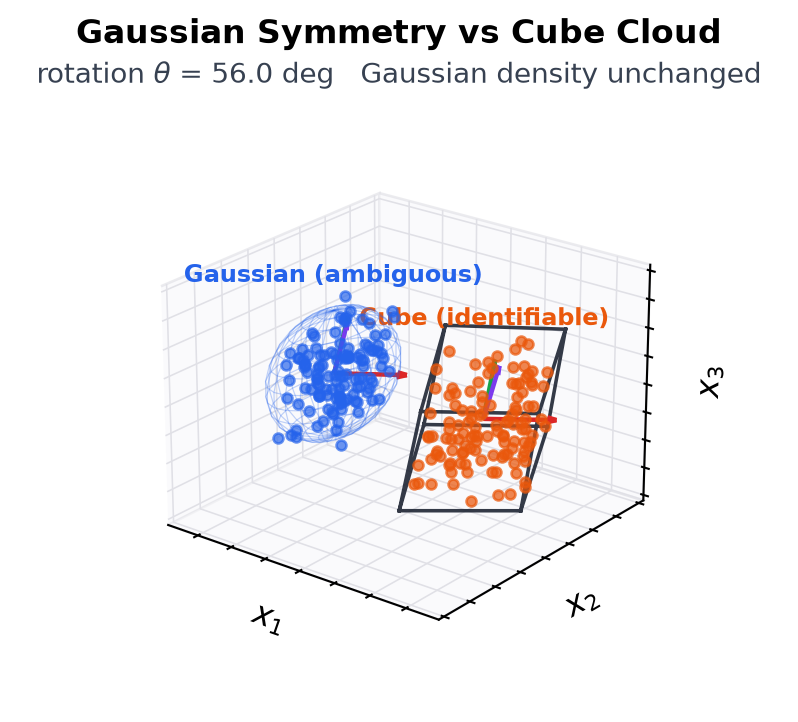 Gaussian Symmetry vs Cube Cloud
rotation θ = 56.0 deg   Gaussian density unchanged
Gaussian (ambiguous)
Cube (identifiable)
x₃
x₂
x₁